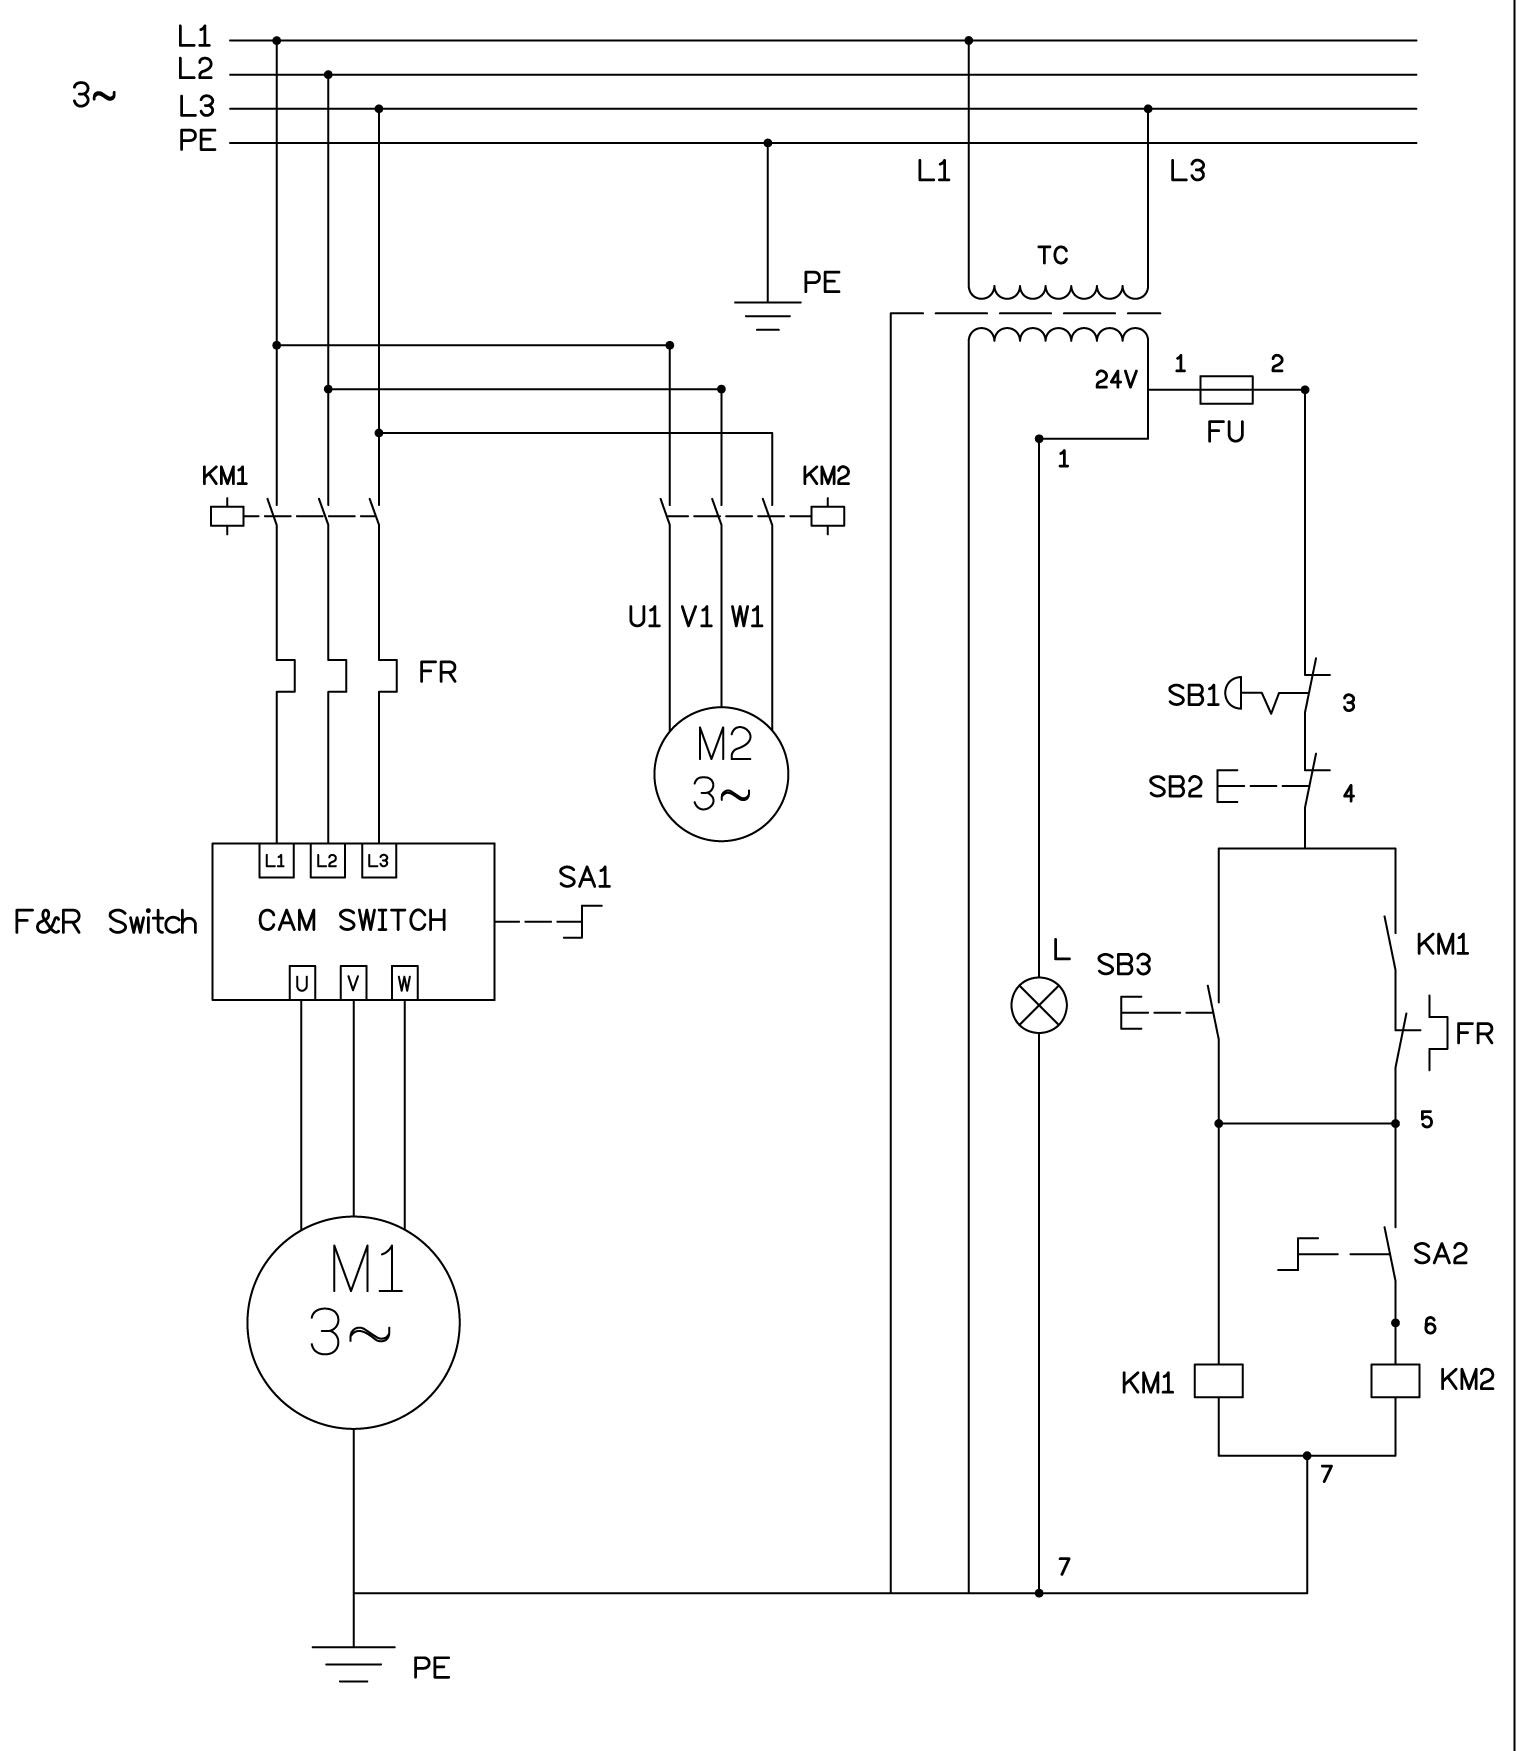 L1
L2
3~
L3
PE
L1
L3
TC
PE
1
2
24V
FU
1
KM1
KM2
U1 V1 W1
FR
SB1
3
M2
3~
SB2
4
L1 L2 L3
SA1
F&R Switch
CAM SWITCH
KM1
L
SB3
U V W
FR
5
SA2
M1
3~
6
KM1
KM2
7
7
PE